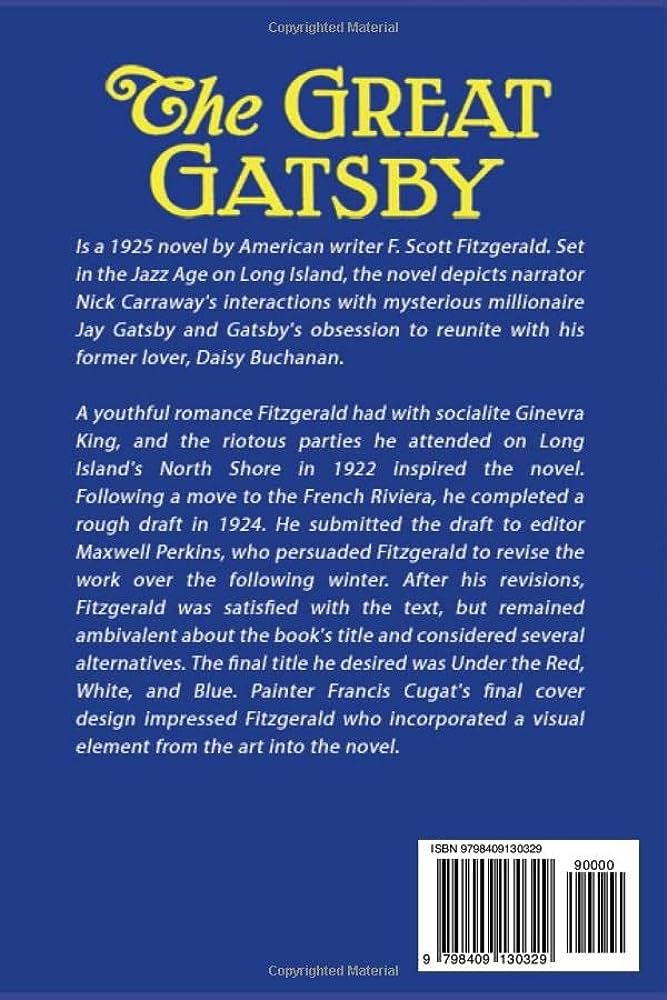 Copyrighted Material
The GREAT
GATSBY
Is a 1925 novel by American writer F. Scott Fitzgerald. Set
in the Jazz Age on Long Island, the novel depicts narrator
Nick Carraway's interactions with mysterious millionaire
Jay Gatsby and Gatsby's obsession to reunite with his
former lover, Daisy Buchanan.
A youthful romance Fitzgerald had with socialite Ginevra
King, and the riotous parties he attended on Long
Island's North Shore in 1922 inspired the novel.
Following a move to the French Riviera, he completed a
rough draft in 1924. He submitted the draft to editor
Maxwell Perkins, who persuaded Fitzgerald to revise the
work over the following winter. After his revisions,
Fitzgerald was satisfied with the text, but remained
ambivalent about the book's title and considered several
alternatives. The final title he desired was Under the Red,
White, and Blue. Painter Francis Cugat's final cover
design impressed Fitzgerald who incorporated a visual
element from the art into the novel.
ISBN 9798409130329
90000
9 798409 130329
Copyrighted Material